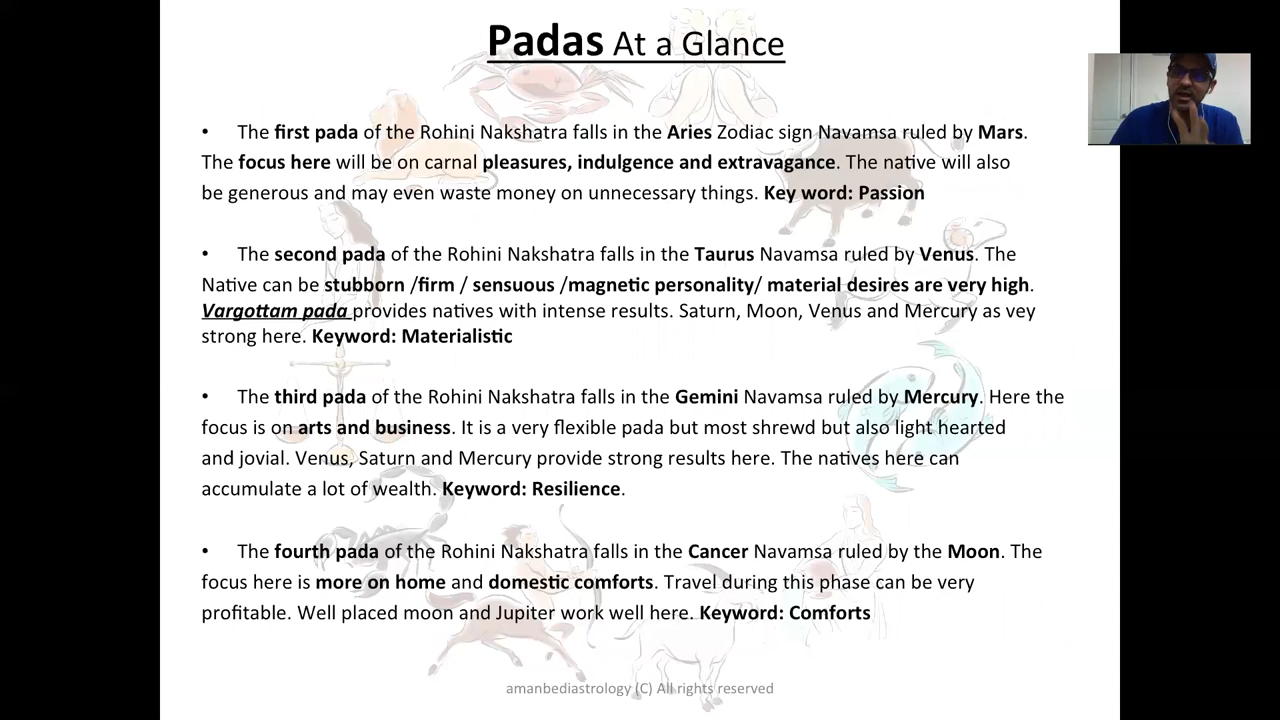 Padas At a Glance
• The first pada of the Rohini Nakshatra falls in the Aries Zodiac sign Navamsa ruled by Mars.
The focus here will be on carnal pleasures, indulgence and extravagance. The native will also
be generous and may even waste money on unnecessary things. Key word: Passion
• The second pada of the Rohini Nakshatra falls in the Taurus Navamsa ruled by Venus. The
Native can be stubborn /firm / sensuous /magnetic personality/ material desires are very high.
Vargottam pada provides natives with intense results. Saturn, Moon, Venus and Mercury as vey
strong here. Keyword: Materialistic
• The third pada of the Rohini Nakshatra falls in the Gemini Navamsa ruled by Mercury. Here the
focus is on arts and business. It is a very flexible pada but most shrewd but also light hearted
and jovial. Venus, Saturn and Mercury provide strong results here. The natives here can
accumulate a lot of wealth. Keyword: Resilience.
• The fourth pada of the Rohini Nakshatra falls in the Cancer Navamsa ruled by the Moon. The
focus here is more on home and domestic comforts. Travel during this phase can be very
profitable. Well placed moon and Jupiter work well here. Keyword: Comforts
amanbediastrology (C) All rights reserved